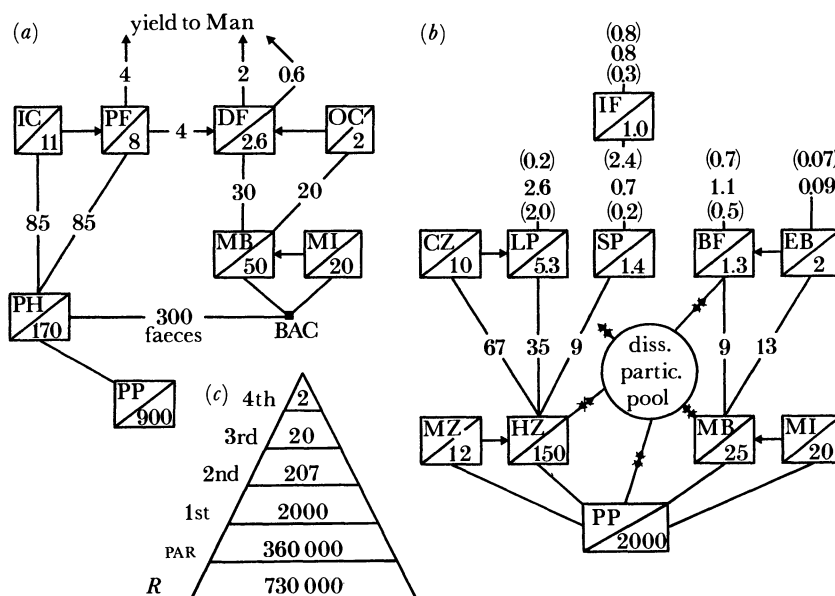 (a)
yield to Man
4
2
0.6
IC
11
PF
8
4
DF
2.6
OC
2
85
85
30
20
MB
50
MI
20
PH
170
300
faeces
BAC
PP
900
(b)
(0.8)
0.8
(0.3)
IF
1.0
(0.2)
2.6
(2.0)
(2.4)
0.7
(0.2)
(0.7)
1.1
(0.5)
(0.07)
0.09
CZ
10
LP
5.3
SP
1.4
BF
1.3
EB
2
67
35
9
diss.
partic.
pool
9
13
MZ
12
HZ
150
MB
25
MI
20
PP
2000
(c)
4th 2
3rd 20
2nd 207
1st 2000
PAR 360 000
R 730 000